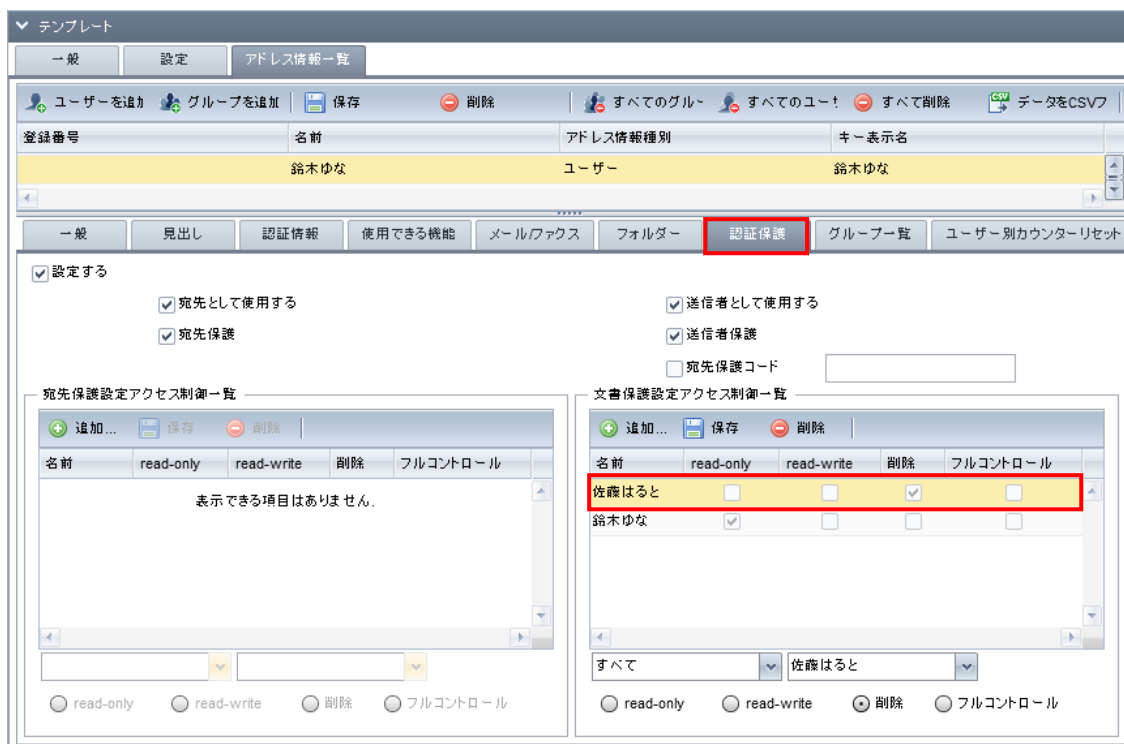 テンプレート
一般 設定 アドレス情報一覧
ユーザーを追加 グループを追加 保存 削除 すべてのグルー すべてのユー すべて削除 データをCSVフ
登録番号 名前 アドレス情報種別 キー表示名
鈴木ゆな ユーザー 鈴木ゆな
一般 見出し 認証情報 使用できる機能 メール/ファクス フォルダー 認証保護 グループ一覧 ユーザー別カウンターリセット
設定する
宛先として使用する 送信者として使用する
宛先保護 送信者保護
宛先保護コード
宛先保護設定アクセス制御一覧 文書保護設定アクセス制御一覧
追加... 保存 削除 追加... 保存 削除
名前 read-only read-write 削除 フルコントロール 名前 read-only read-write 削除 フルコントロール
表示できる項目はありません. 佐藤はると
鈴木ゆな
すべて 佐藤はると
read-only read-write 削除 フルコントロール read-only read-write 削除 フルコントロール